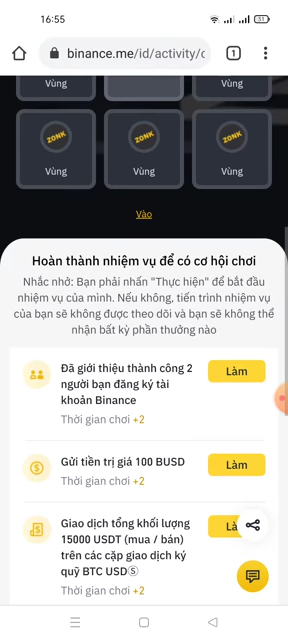 16:55
31
binance.me/id/activity/c
1
Vùng
Vùng
ZONK
ZONK
ZONK
Vùng
Vùng
Vùng
Vào
Hoàn thành nhiệm vụ để có cơ hội chơi
Nhắc nhở: Bạn phải nhấn "Thực hiện" để bắt đầu
nhiệm vụ của mình. Nếu không, tiến trình nhiệm vụ
của bạn sẽ không được theo dõi và bạn sẽ không thể
nhận bất kỳ phần thưởng nào
Đã giới thiệu thành công 2
người bạn đăng ký tài
khoản Binance
Làm
Thời gian chơi +2
Gửi tiền trị giá 100 BUSD
Làm
Thời gian chơi +2
Giao dịch tổng khối lượng
15000 USDT (mua / bán)
trên các cặp giao dịch ký
quỹ BTC USDⓈ
Thời gian chơi +2